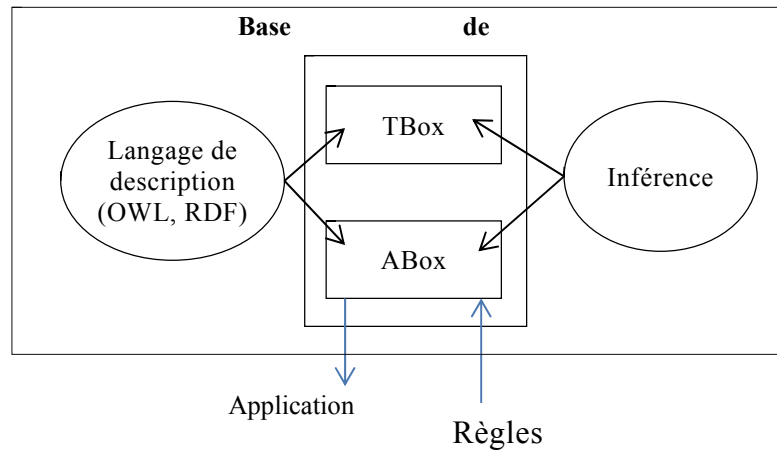 Base de
TBox
Langage de
description
(OWL, RDF)
Inférence
ABox
Application
Règles